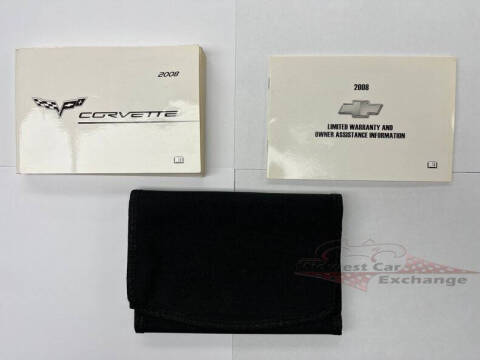 2008
CORVETTE
2008
LIMITED WARRANTY AND
OWNER ASSISTANCE INFORMATION
Car
Exchange